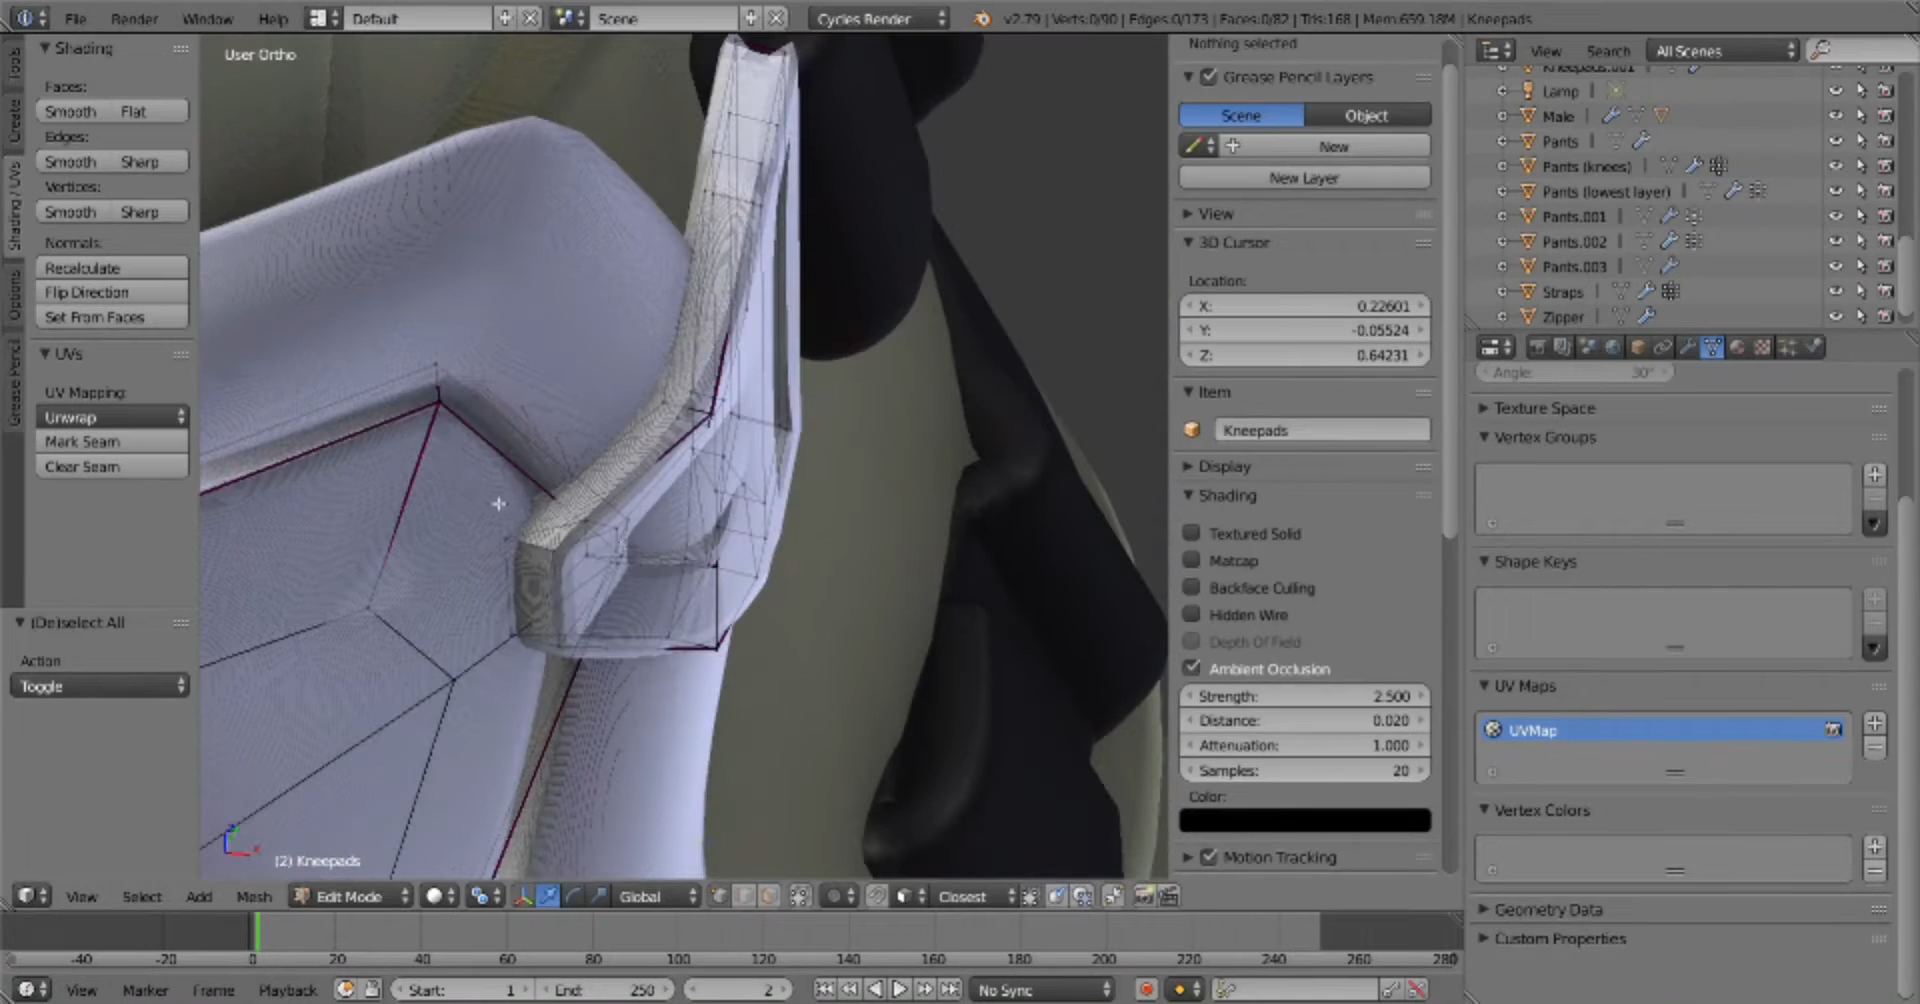 File Window Render Help Default Scene Cycles Render v2.79 | Verts:0/90 | Edges:0/173 | Faces:0/82 | Tris:168 | Mem:659.18M | Kneepads
Tools
Create
Shading / UVs
Options
Grease Pencil
Shading
Faces:
Smooth Flat
Edges:
Smooth Sharp
Vertices:
Smooth Sharp
Normals:
Recalculate
Flip Direction
Set From Faces
UVs
UV Mapping:
Unwrap
Mark Seam
Clear Seam
(De)select All
Action
Toggle
User Ortho
(2) Kneepads
Nothing selected
Grease Pencil Layers
Scene Object
New
New Layer
View
3D Cursor
Location:
X: 0.22601
Y: -0.05524
Z: 0.64231
Item
Kneepads
Display
Shading
Textured Solid
Matcap
Backface Culling
Hidden Wire
Depth Of Field
Ambient Occlusion
Strength: 2.500
Distance: 0.020
Attenuation: 1.000
Samples: 20
Color:
Motion Tracking
View Search All Scenes
Kneepads.001
Lamp
Male
Pants
Pants (knees)
Pants (lowest layer)
Pants.001
Pants.002
Pants.003
Straps
Zipper
Angle: 30°
Texture Space
Vertex Groups
Shape Keys
UV Maps
UVMap
Vertex Colors
Geometry Data
Custom Properties
View Select Add Mesh Edit Mode Global Closest
-40 -20 0 20 40 60 80 100 120 140 160 180 200 220 240 260 280
View Marker Frame Playback Start: 1 End: 250 2 No Sync